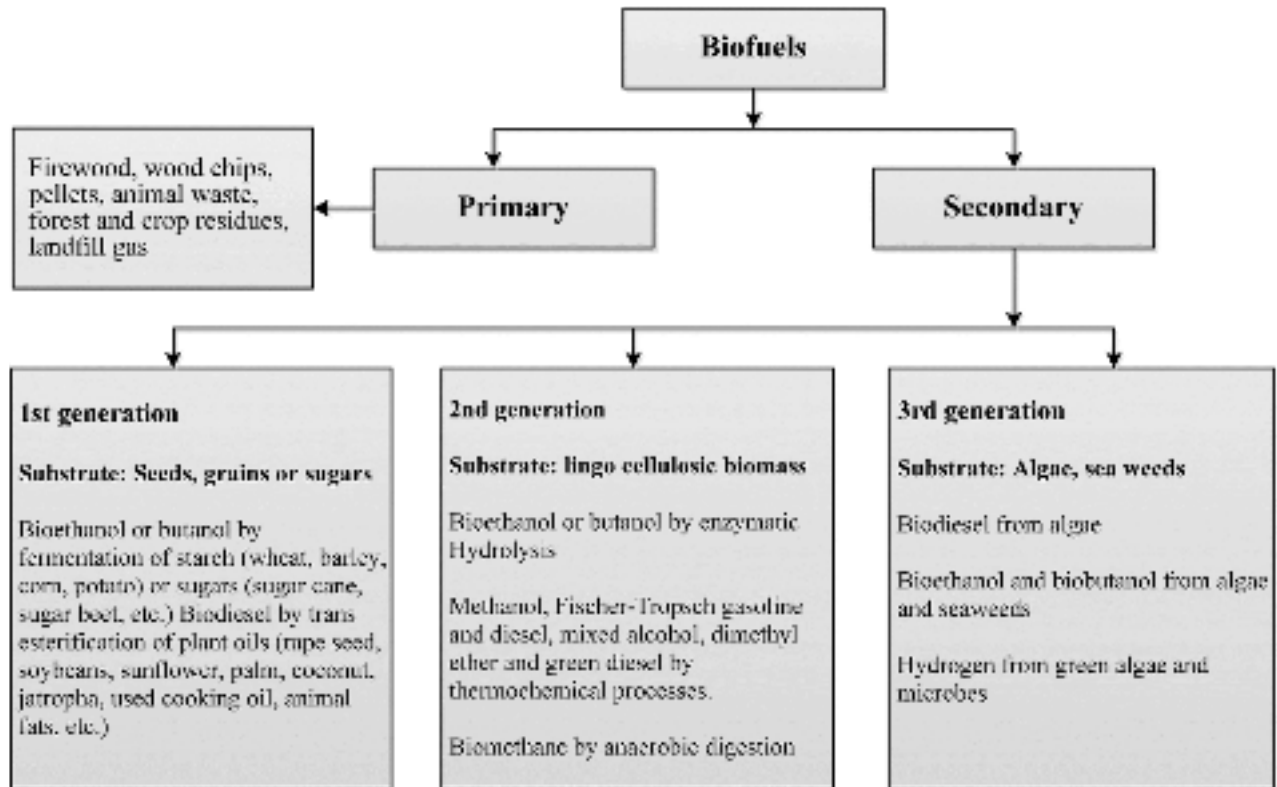 Biofuels
Firewood, wood chips,
pellets, animal waste,
forest and crop residues,
landfill gas
Primary
Secondary
1st generation
Substrate: Seeds, grains or sugars
Bioethanol or butanol by
fermentation of starch (wheat, barley,
corn, potato) or sugars (sugar cane,
sugar beet, etc.) Biodiesel by trans
esterification of plant oils (rape seed,
soybeans, sunflower, palm, coconut,
jatropha, used cooking oil, animal
fats. etc.)
2nd generation
Substrate: lingo cellulosic biomass
Bioethanol or butanol by enzymatic
Hydrolysis
Methanol, Fischer-Tropsch gasoline
and diesel, mixed alcohol, dimethyl
ether and green diesel by
thermochemical processes.
Biomethane by anaerobic digestion
3rd generation
Substrate: Algae, sea weeds
Biodiesel from algae
Bioethanol and biobutanol from algae
and seaweeds
Hydrogen from green algae and
microbes